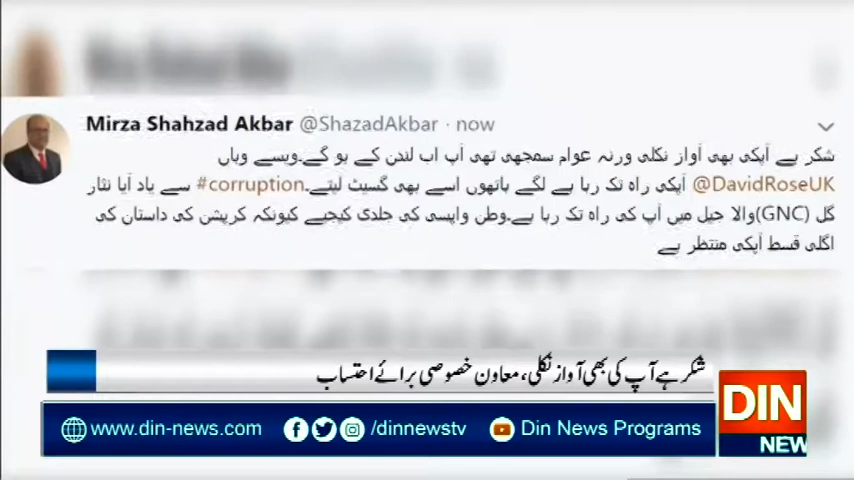 Mirza Shahzad Akbar @ShazadAkbar · now
شکر ہے آپکی بھی آواز نکلی ورنہ عوام سمجھی تھی آپ اب لندن کے ہو گے۔ویسے وہاں
@DavidRoseUK آپکی راہ تک رہا ہے لگے ہاتھوں اسے بھی گسیٹ لیتے۔ #corruption سے یاد آیا نثار
گل (GNC) والا جیل میں آپ کی راہ تک رہا ہے۔وطن واپسی کی جلدی کیجیے کیونکہ کرپشن کی داستان کی
اگلی قسط آپکی منتظر ہے
شکر ہے آپ کی بھی آواز نکلی، معاون خصوصی برائے احتساب
www.din-news.com /dinnewstv Din News Programs
DIN
NEW